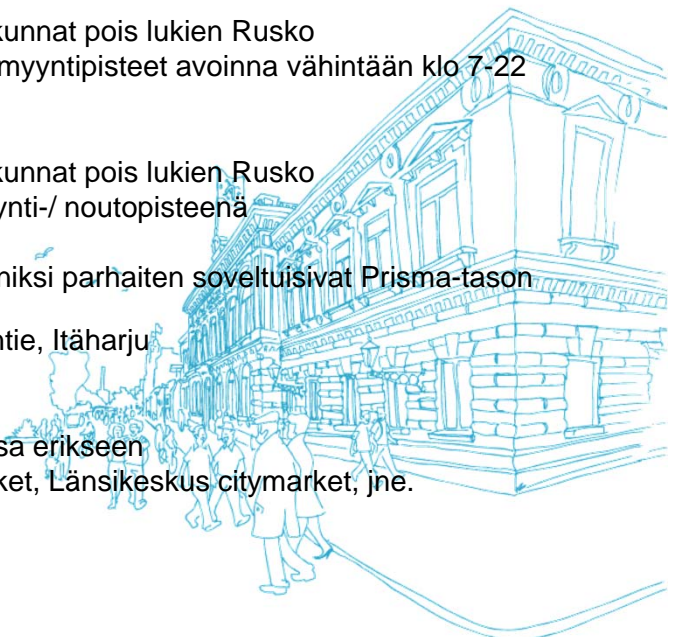 kunnat pois lukien Rusko
myyntipisteet avoinna vähintään klo 7-22
kunnat pois lukien Rusko
ynti-/ noutopisteenä
niksi parhaiten soveltuisivat Prisma-tason
ntie, Itäharju
sa erikseen
ket, Länsikeskus citymarket, jne.